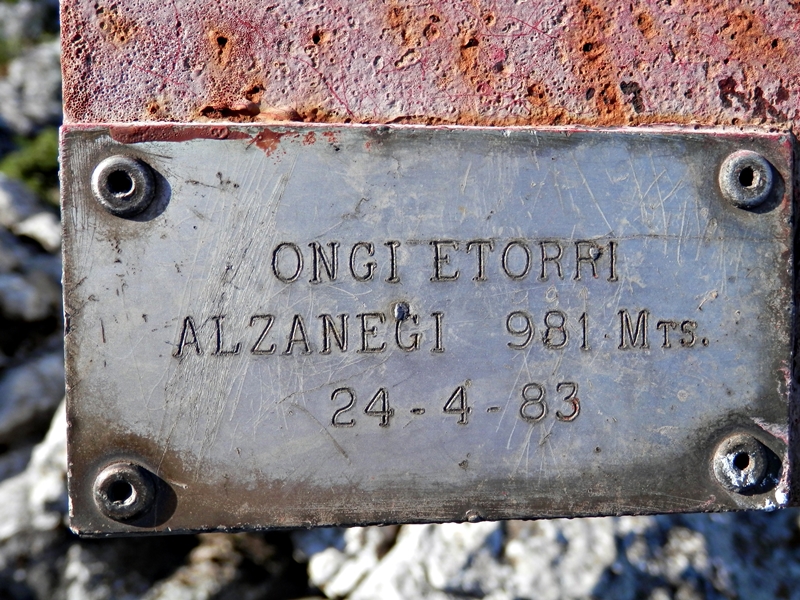 ONGI ETORRI
ALZANEGI 981 MTS.
24-4-83